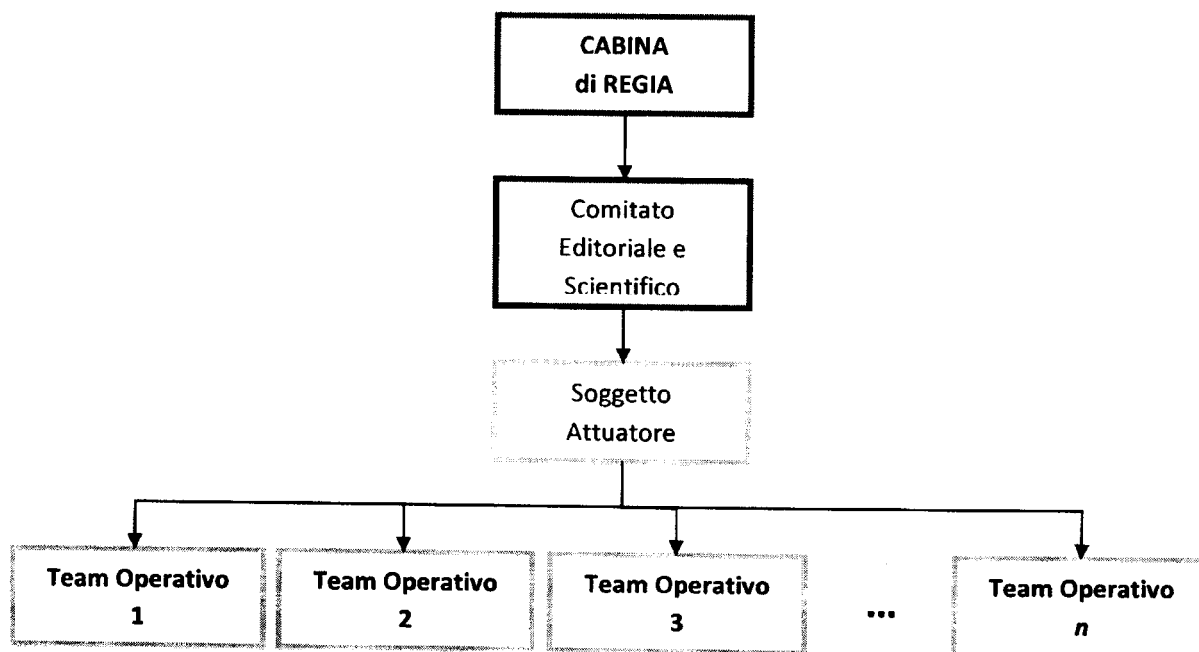 CABINA
di REGIA
Comitato
Editoriale e
Scientifico
Soggetto
Attuatore
Team Operativo
1
Team Operativo
2
Team Operativo
3
...
Team Operativo
n